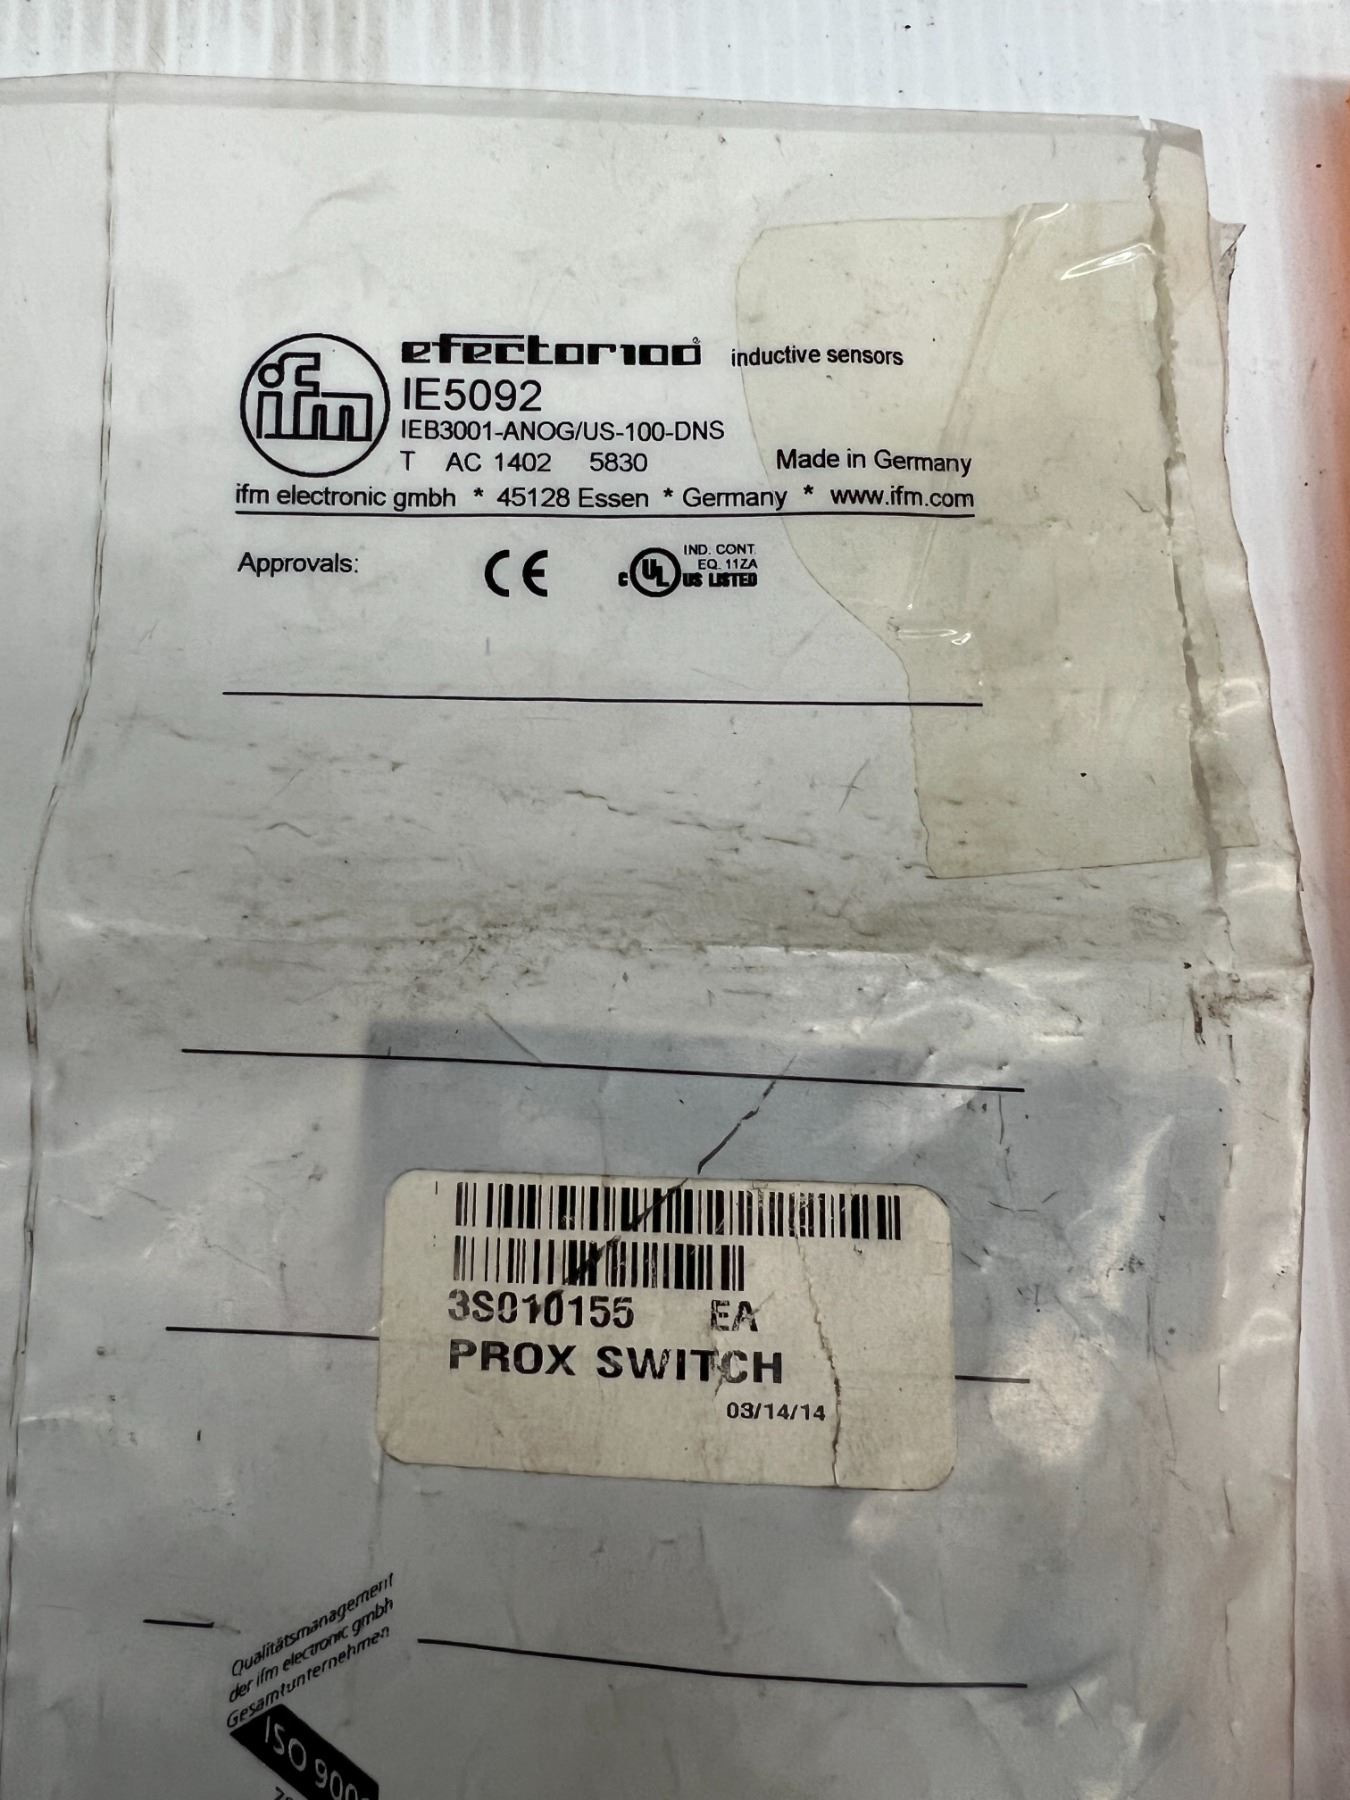 ifm
efector100
inductive sensors
IE5092
IEB3001-ANOG/US-100-DNS
T AC 1402 5830
Made in Germany
ifm electronic gmbh * 45128 Essen * Germany * www.ifm.com
Approvals:
CE
C UL US LISTED
IND. CONT.
EQ. 11ZA
3S010155 EA
PROX SWITCH
03/14/14
Qualitätsmanagement
der ifm electronic gmbh
Gesamtunternehmen
ISO